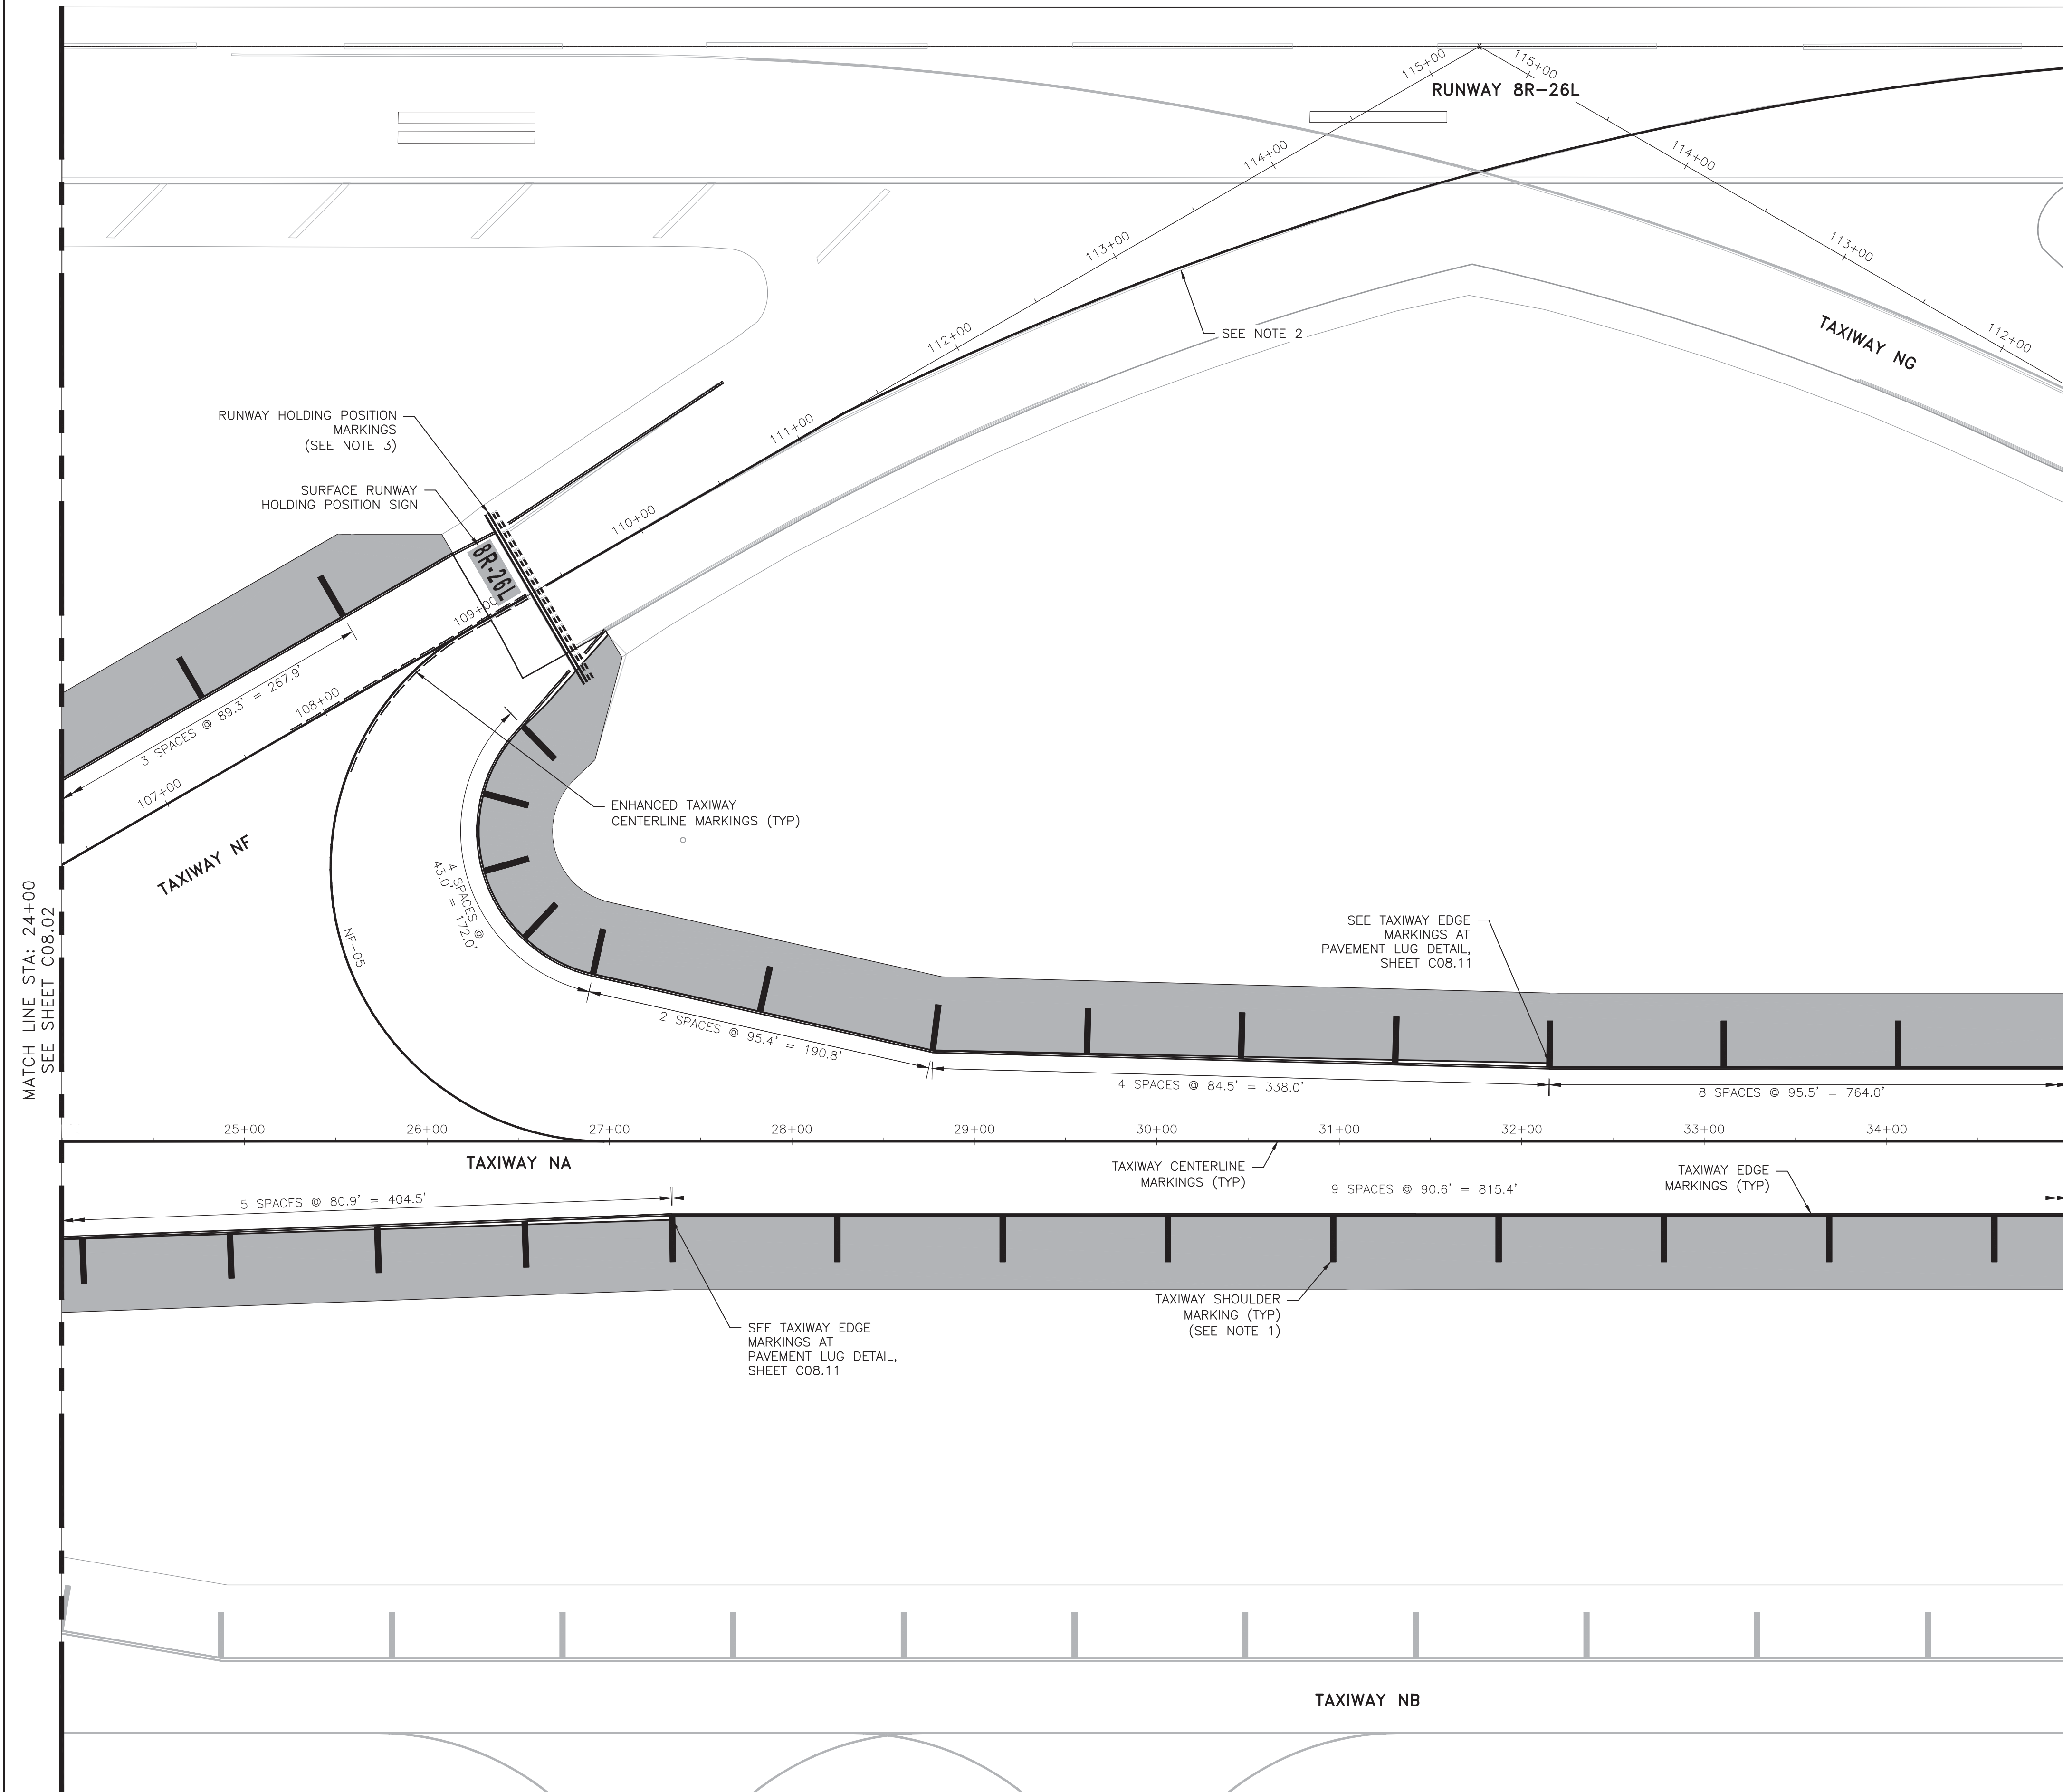 115+00
115+00
RUNWAY 8R-26L
114+00
114+00
113+00
113+00
112+00
SEE NOTE 2
TAXIWAY NG
112+00
RUNWAY HOLDING POSITION
MARKINGS
(SEE NOTE 3)
111+00
SURFACE RUNWAY
HOLDING POSITION SIGN
110+00
8R-26L
109+00
3 SPACES @ 89.3' = 267.9'
108+00
107+00
TAXIWAY NF
ENHANCED TAXIWAY
CENTERLINE MARKINGS (TYP)
4 SPACES @
43.0' = 172.0'
NF-05
MATCH LINE STA: 24+00
SEE SHEET C08.02
SEE TAXIWAY EDGE
MARKINGS AT
PAVEMENT LUG DETAIL,
SHEET C08.11
2 SPACES @ 95.4' = 190.8'
4 SPACES @ 84.5' = 338.0'
8 SPACES @ 95.5' = 764.0'
25+00
26+00
27+00
28+00
29+00
30+00
31+00
32+00
33+00
34+00
TAXIWAY NA
TAXIWAY CENTERLINE
MARKINGS (TYP)
TAXIWAY EDGE
MARKINGS (TYP)
5 SPACES @ 80.9' = 404.5'
9 SPACES @ 90.6' = 815.4'
TAXIWAY SHOULDER
MARKING (TYP)
(SEE NOTE 1)
SEE TAXIWAY EDGE
MARKINGS AT
PAVEMENT LUG DETAIL,
SHEET C08.11
TAXIWAY NB